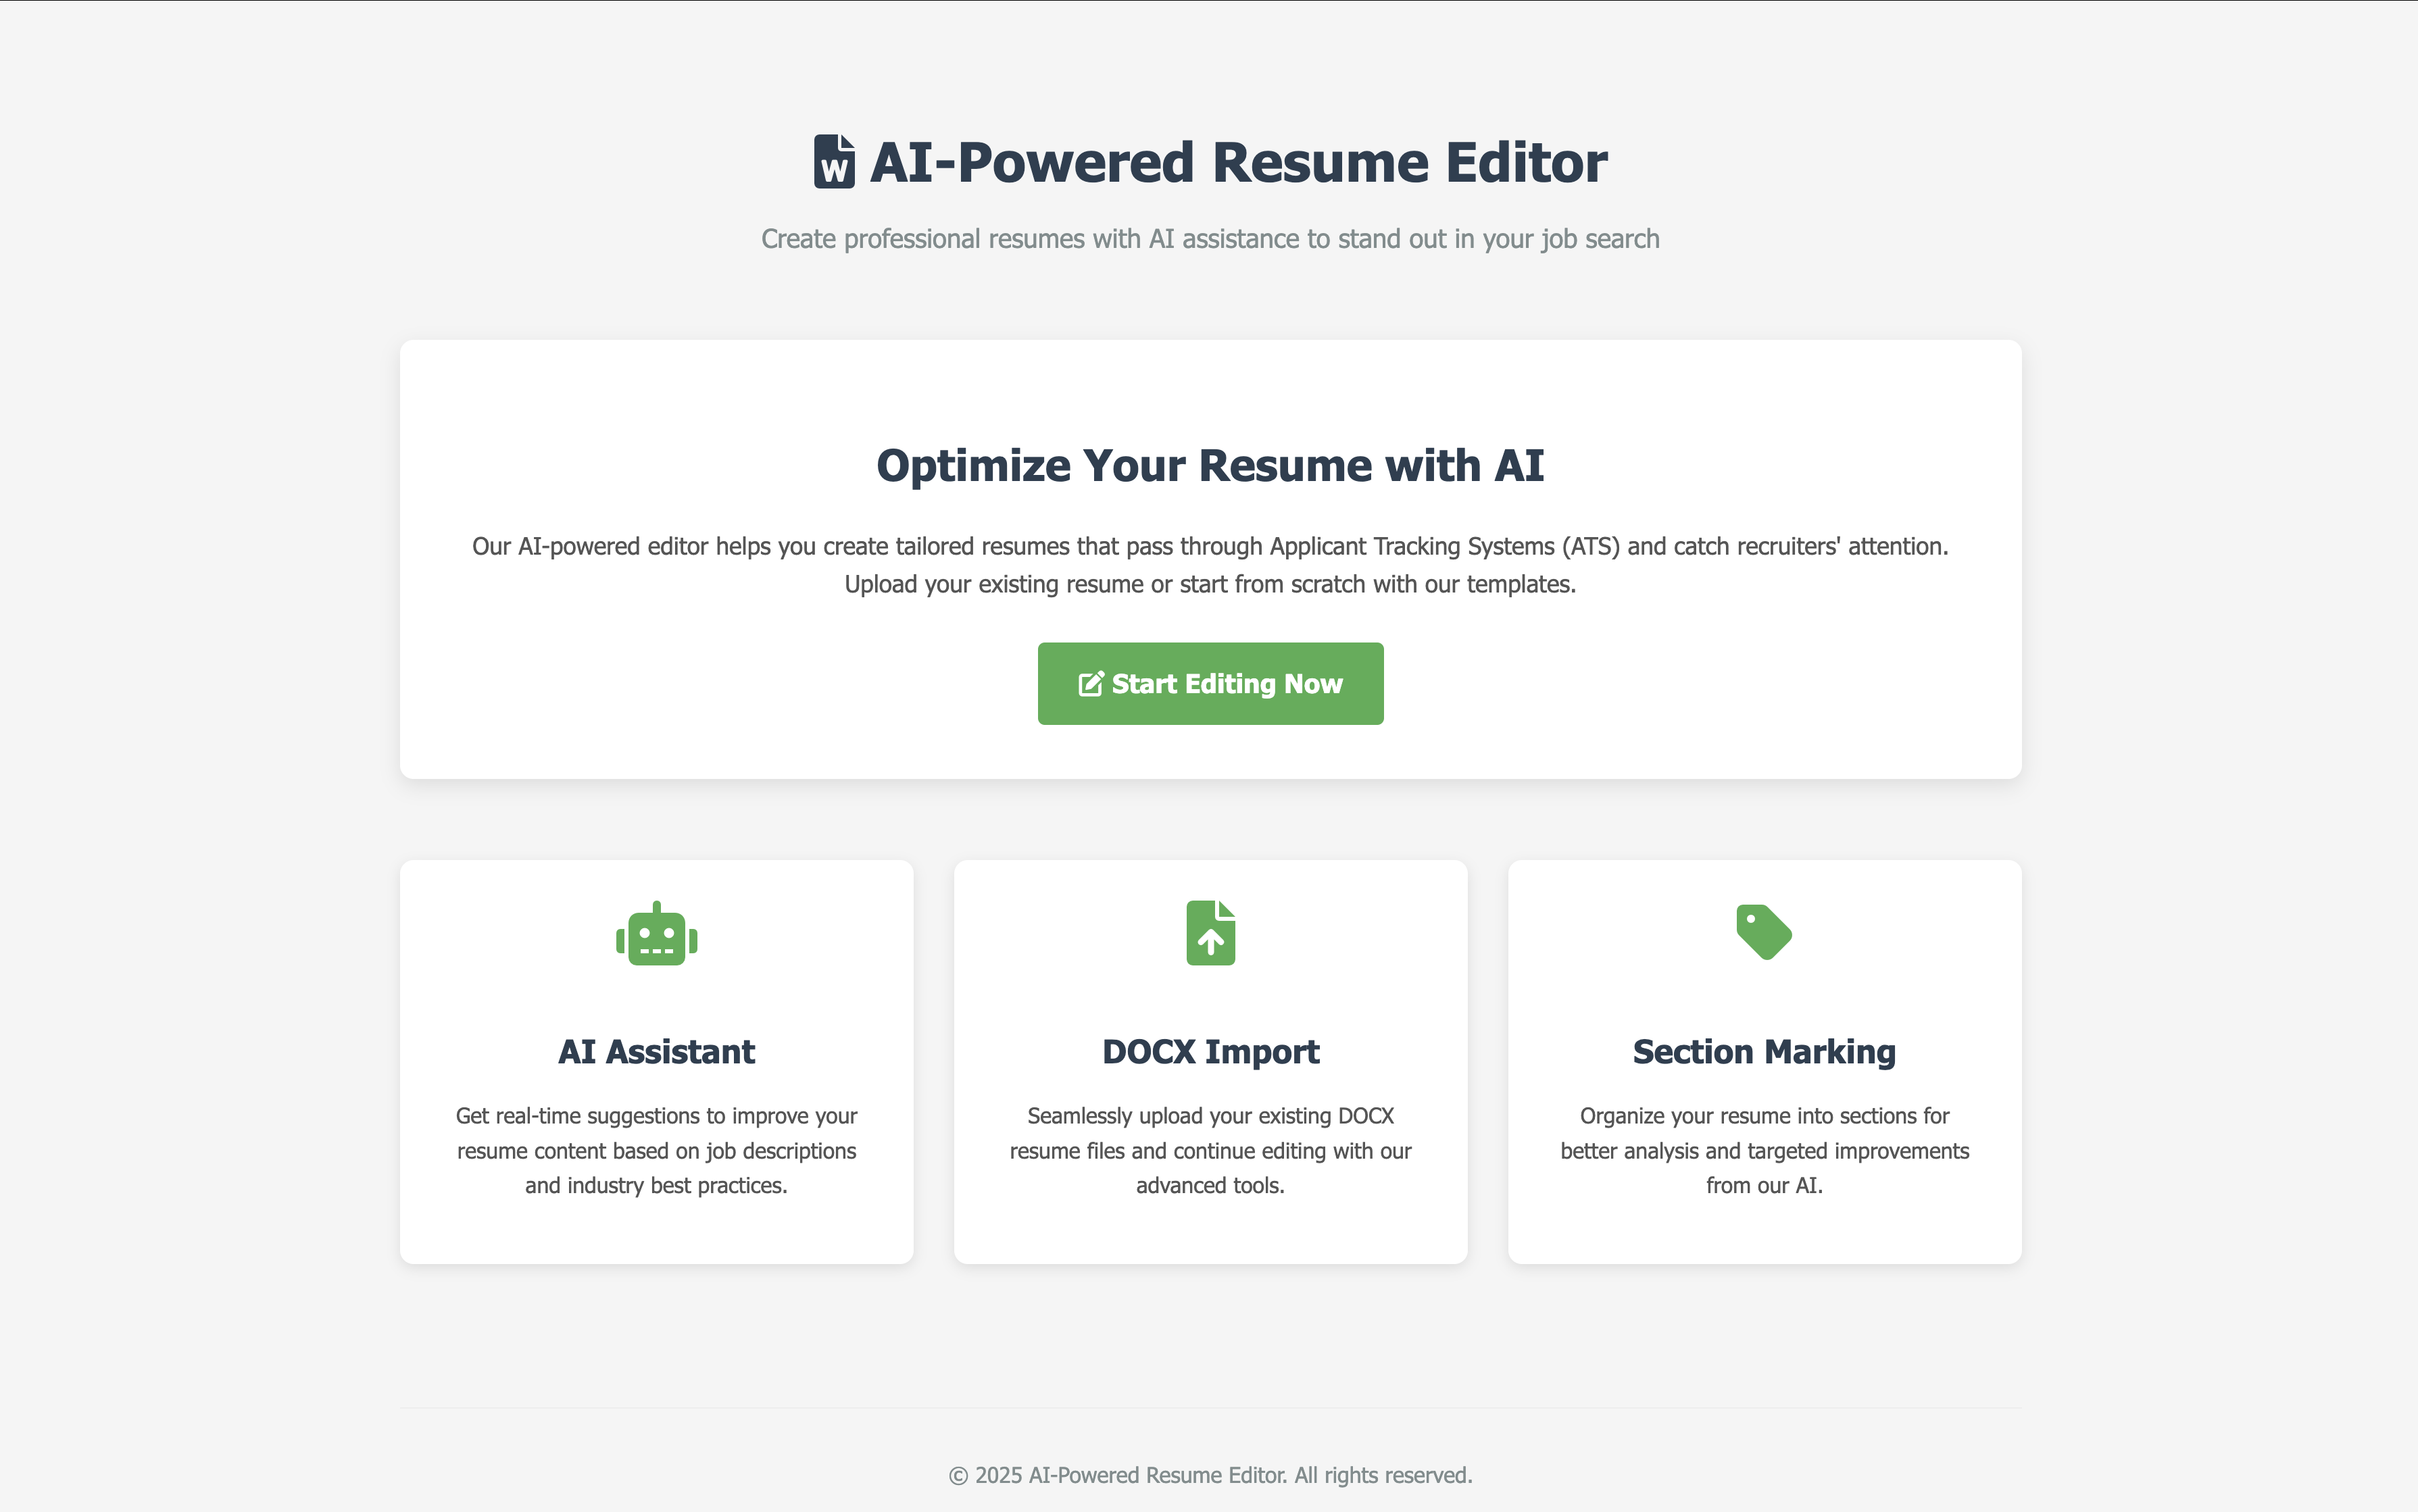 AI-Powered Resume Editor
Create professional resumes with AI assistance to stand out in your job search
Optimize Your Resume with AI
Our AI-powered editor helps you create tailored resumes that pass through Applicant Tracking Systems (ATS) and catch recruiters' attention.
Upload your existing resume or start from scratch with our templates.
Start Editing Now
AI Assistant
Get real-time suggestions to improve your
resume content based on job descriptions
and industry best practices.
DOCX Import
Seamlessly upload your existing DOCX
resume files and continue editing with our
advanced tools.
Section Marking
Organize your resume into sections for
better analysis and targeted improvements
from our AI.
© 2025 AI-Powered Resume Editor. All rights reserved.